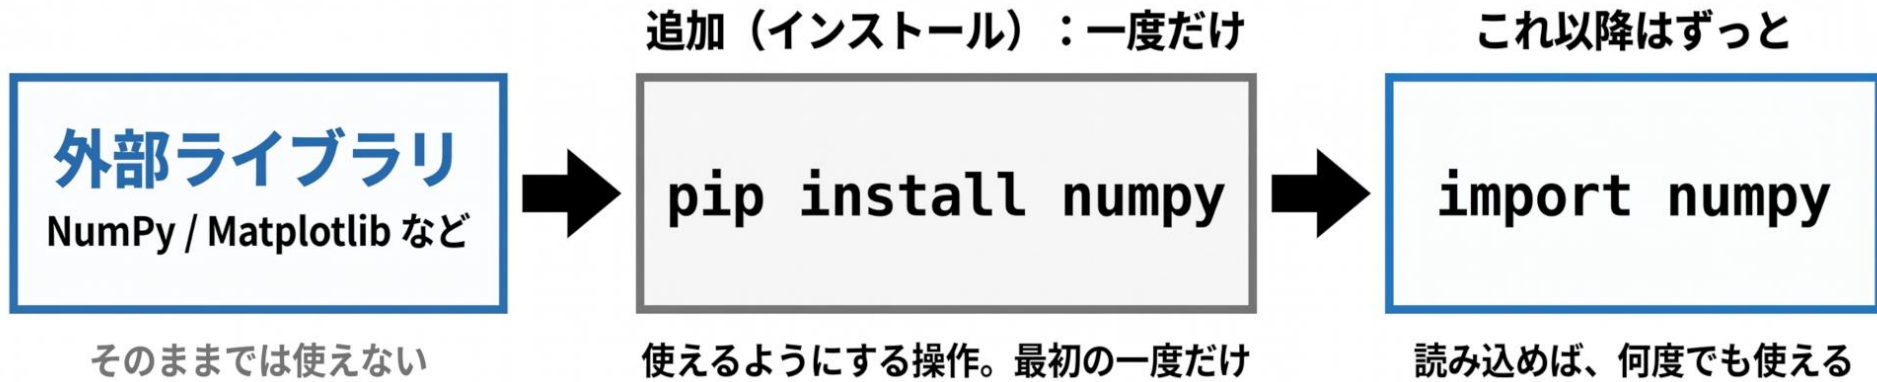 追加（インストール）：一度だけ
これ以降はずっと
外部ライブラリ
NumPy / Matplotlib など
pip install numpy
import numpy
そのままでは使えない
使えるようにする操作。最初の一度だけ
読み込めば、何度でも使える